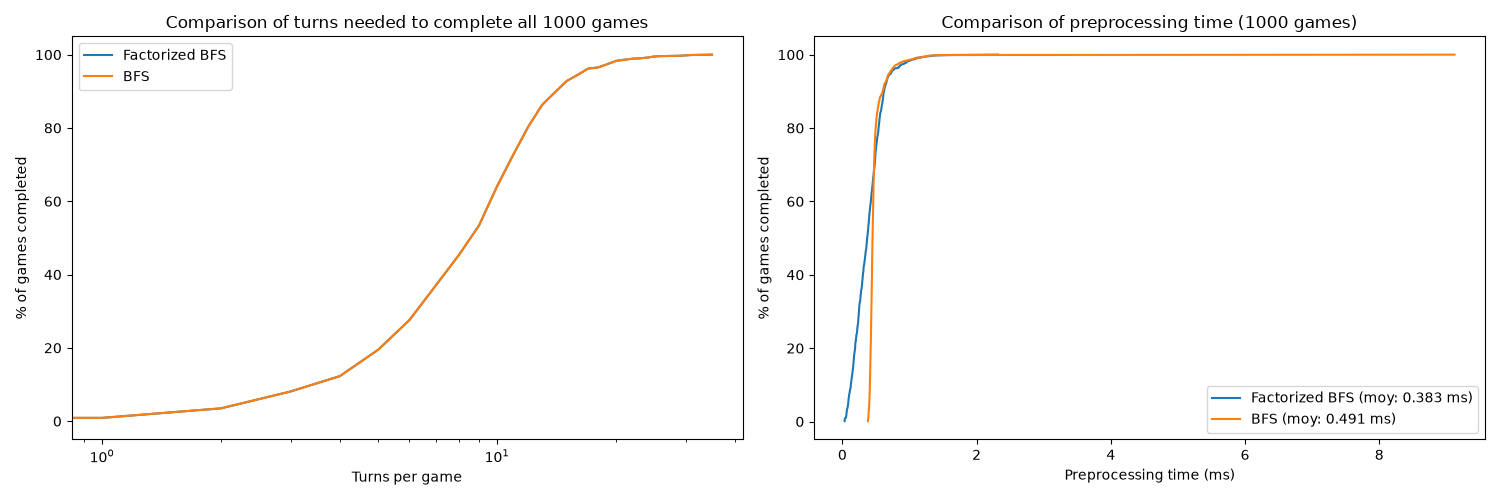 Comparison of turns needed to complete all 1000 games
Factorized BFS
BFS
% of games completed
100
80
60
40
20
0
10⁰
10¹
Turns per game
Comparison of preprocessing time (1000 games)
% of games completed
100
80
60
40
20
0
0
2
4
6
8
Factorized BFS (moy: 0.383 ms)
BFS (moy: 0.491 ms)
Preprocessing time (ms)